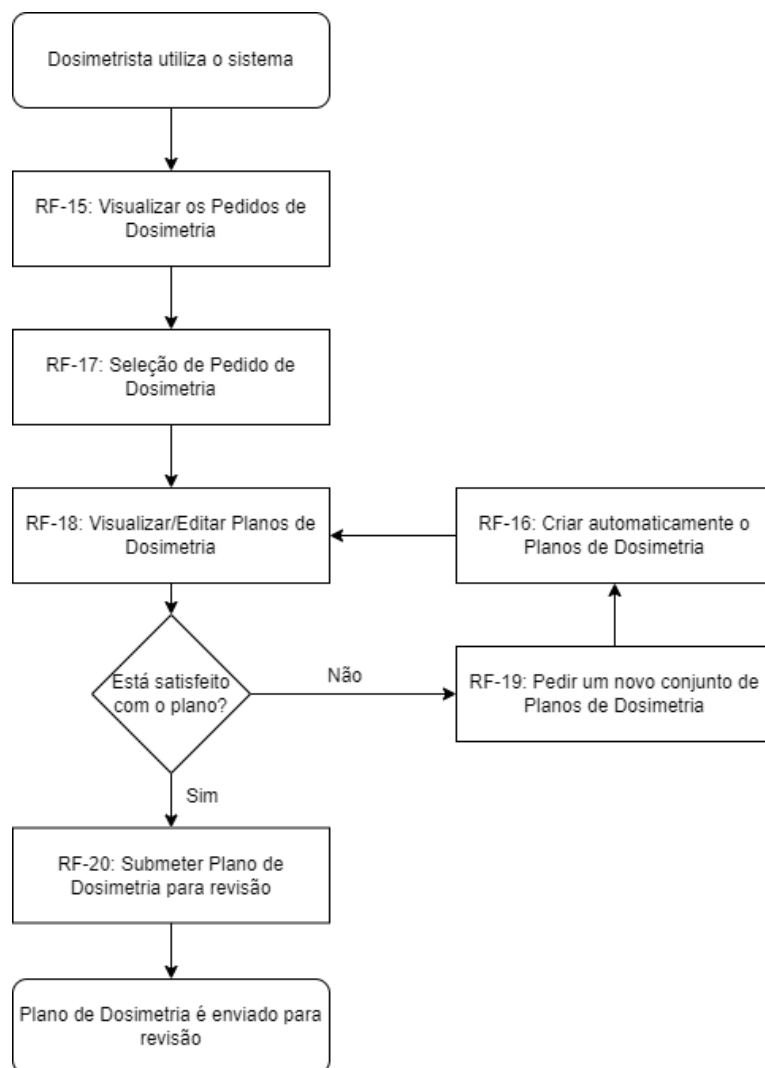 Dosimetrista utiliza o sistema
RF-15: Visualizar os Pedidos de
Dosimetria
RF-17: Seleção de Pedido de
Dosimetria
RF-18: Visualizar/Editar Planos de
Dosimetria
RF-16: Criar automaticamente o
Planos de Dosimetria
Está satisfeito
com o plano?
Não
RF-19: Pedir um novo conjunto de
Planos de Dosimetria
Sim
RF-20: Submeter Plano de
Dosimetria para revisão
Plano de Dosimetria é enviado para
revisão